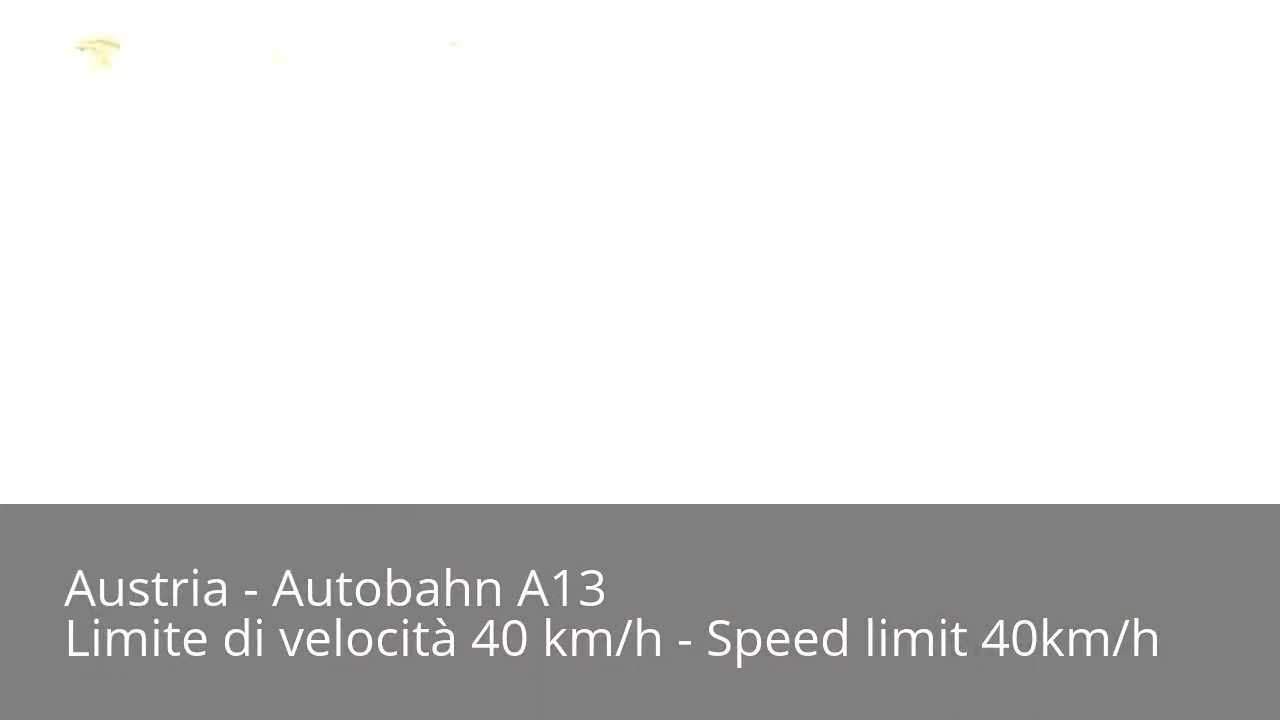 Austria - Autobahn A13
Limite di velocità 40 km/h - Speed limit 40km/h